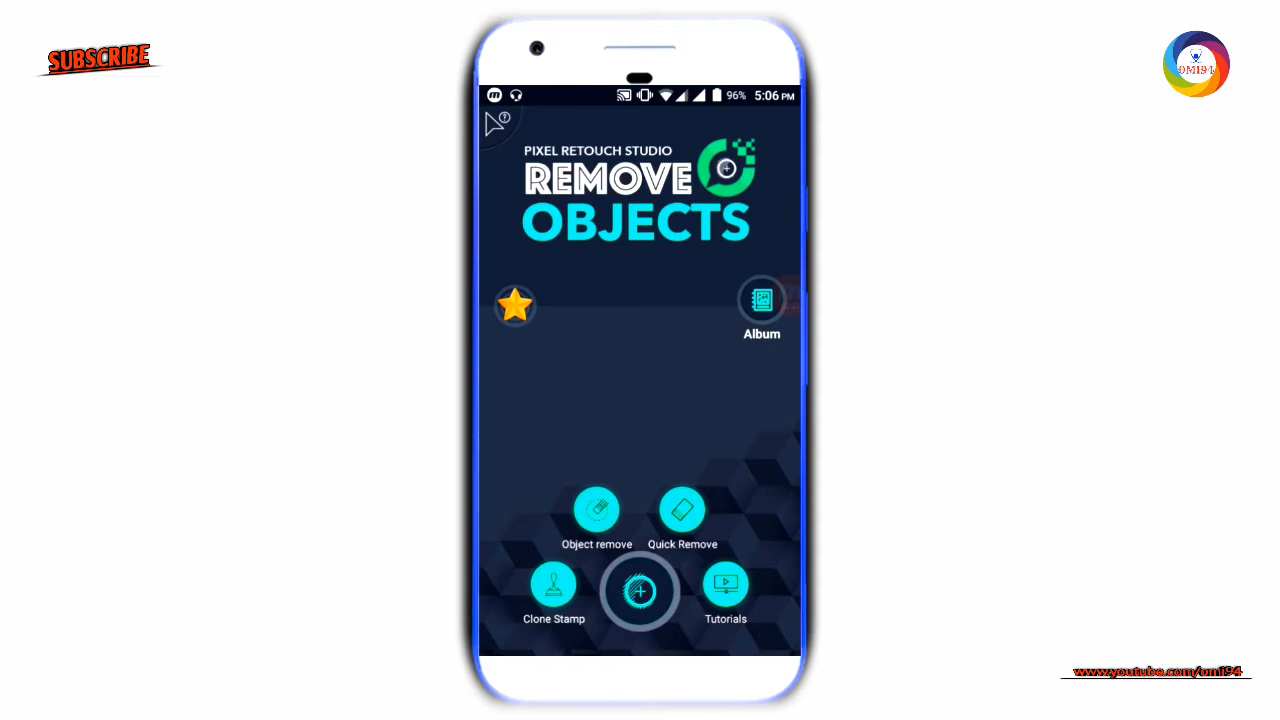 SUBSCRIBE
OMI94
96% 5:06 PM
PIXEL RETOUCH STUDIO
REMOVE
OBJECTS
Album
Object remove Quick Remove
Clone Stamp Tutorials
www.youtube.com/omi94